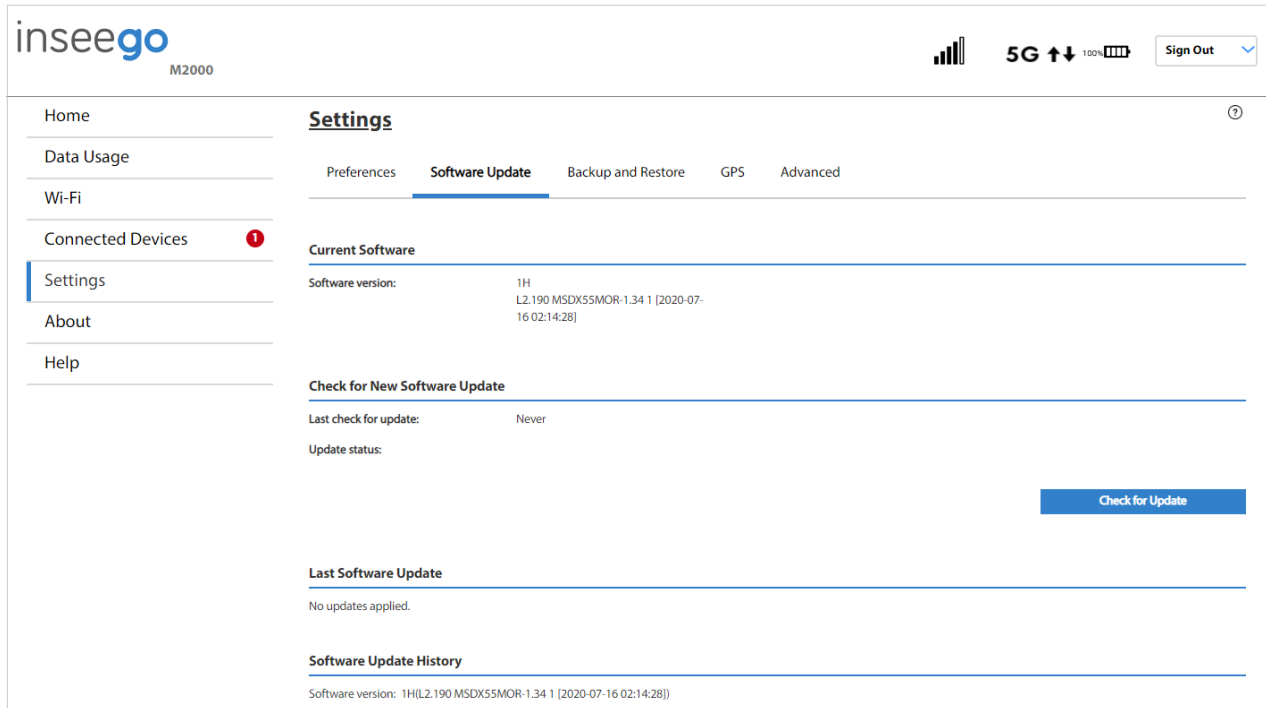 inseego
M2000
5G
100%
Sign Out
Home
Data Usage
Wi-Fi
Connected Devices 1
Settings
About
Help
Settings
?
Preferences Software Update Backup and Restore GPS Advanced
Current Software
Software version: 1H
L2.190 MSDX55MOR-1.34 1 [2020-07-
16 02:14:28]
Check for New Software Update
Last check for update: Never
Update status:
Check for Update
Last Software Update
No updates applied.
Software Update History
Software version: 1H(L2.190 MSDX55MOR-1.34 1 [2020-07-16 02:14:28])